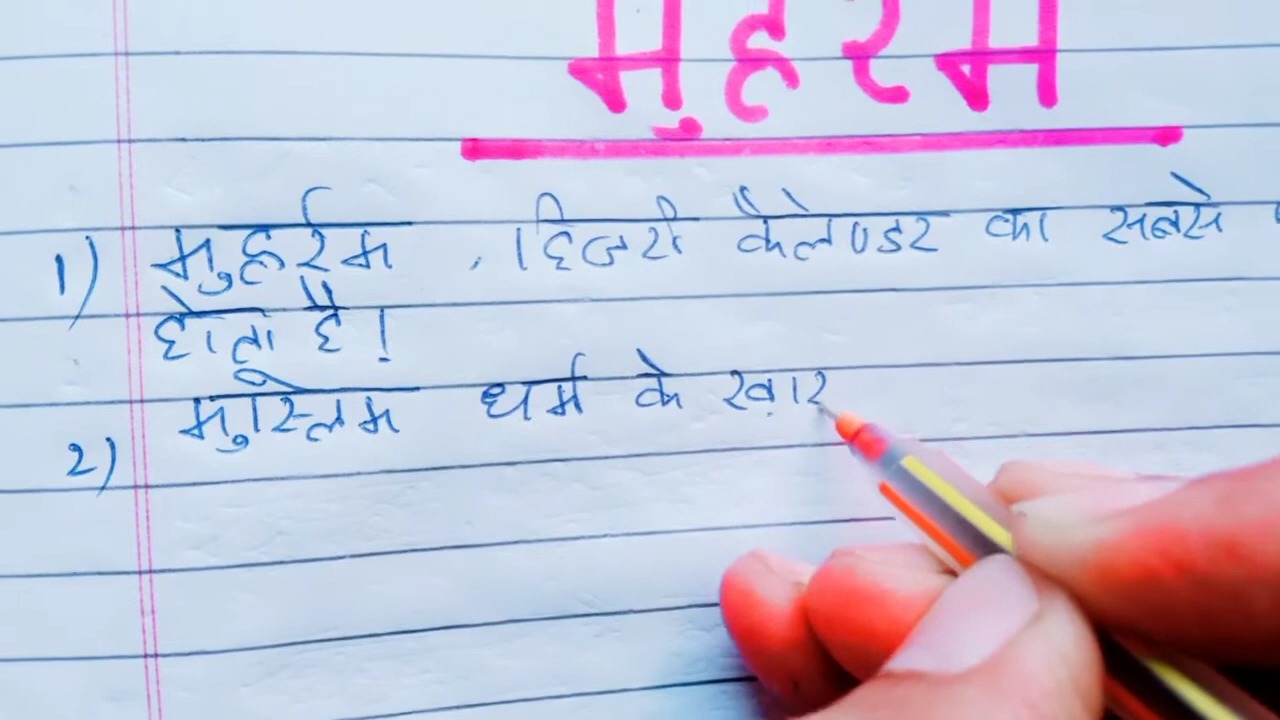 मुहर्रम
1) मुहर्रम , हिजरी कैलेण्डर का सबसे
होता है।
2) मुस्लिम धर्म के